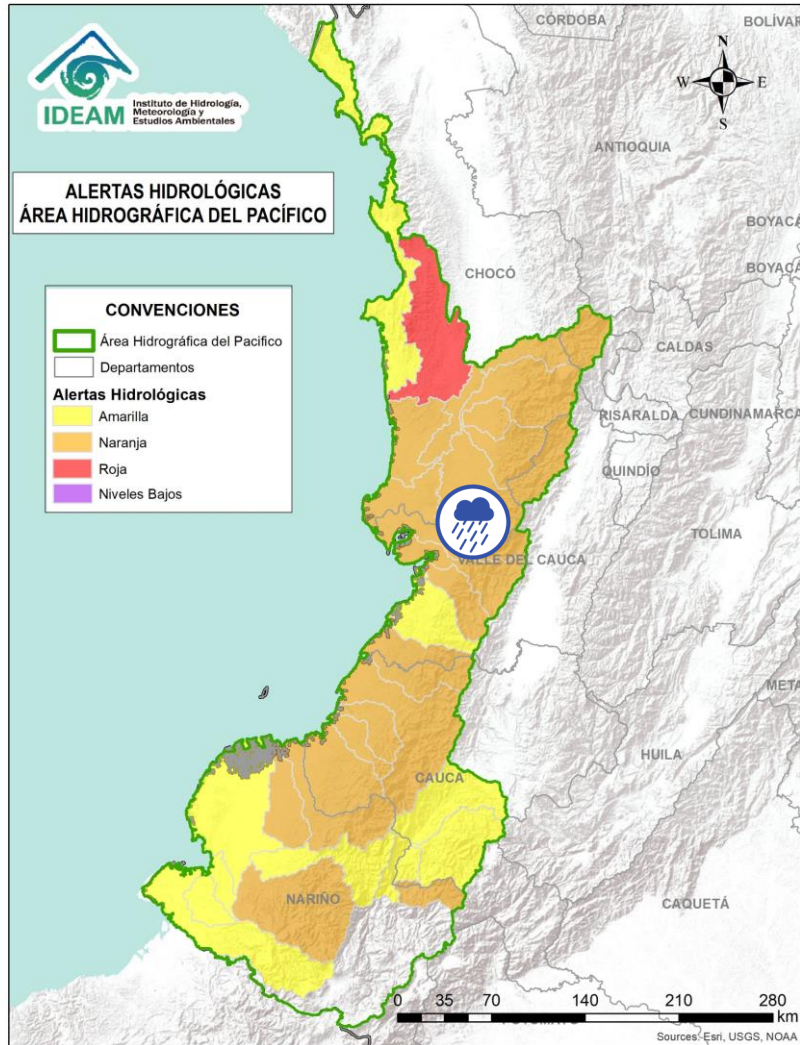 CÓRDOBA
BOLÍVAR
IDEAM
Instituto de Hidrología,
Meteorología y
Estudios Ambientales
N
W E
S
ANTIOQUIA
ALERTAS HIDROLÓGICAS
ÁREA HIDROGRÁFICA DEL PACÍFICO
BOYACÁ
BOYACÁ
CHOCÓ
CONVENCIONES
Área Hidrográfica del Pacifico
Departamentos
Alertas Hidrológicas
Amarilla
Naranja
Roja
Niveles Bajos
CALDAS
RISARALDA
CUNDINAMARCA
QUINDÍO
TOLIMA
VALLE DEL CAUCA
META
HUILA
CAUCA
NARIÑO
CAQUETÁ
0 35 70 140 210 280
km
Sources: Esri, USGS, NOAA